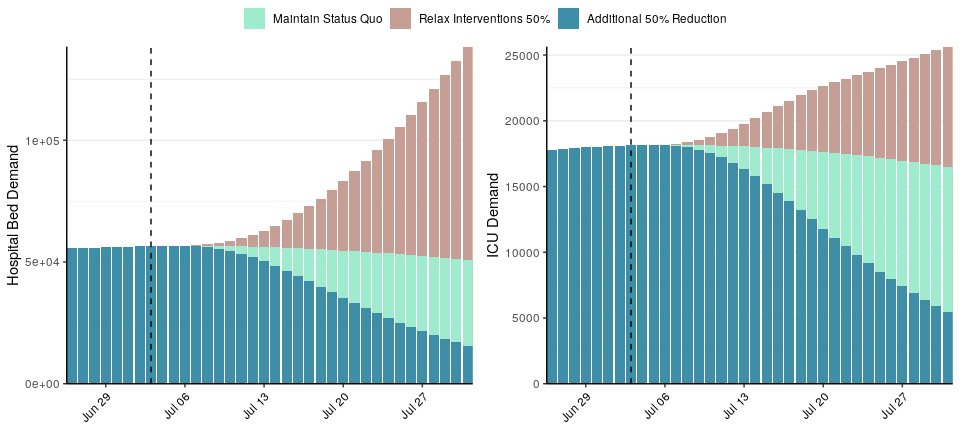 Maintain Status Quo Relax Interventions 50% Additional 50% Reduction
Hospital Bed Demand
1e+05
5e+04
0e+00
Jun 29 Jul 06 Jul 13 Jul 20 Jul 27
ICU Demand
25000
20000
15000
10000
5000
0
Jun 29 Jul 06 Jul 13 Jul 20 Jul 27